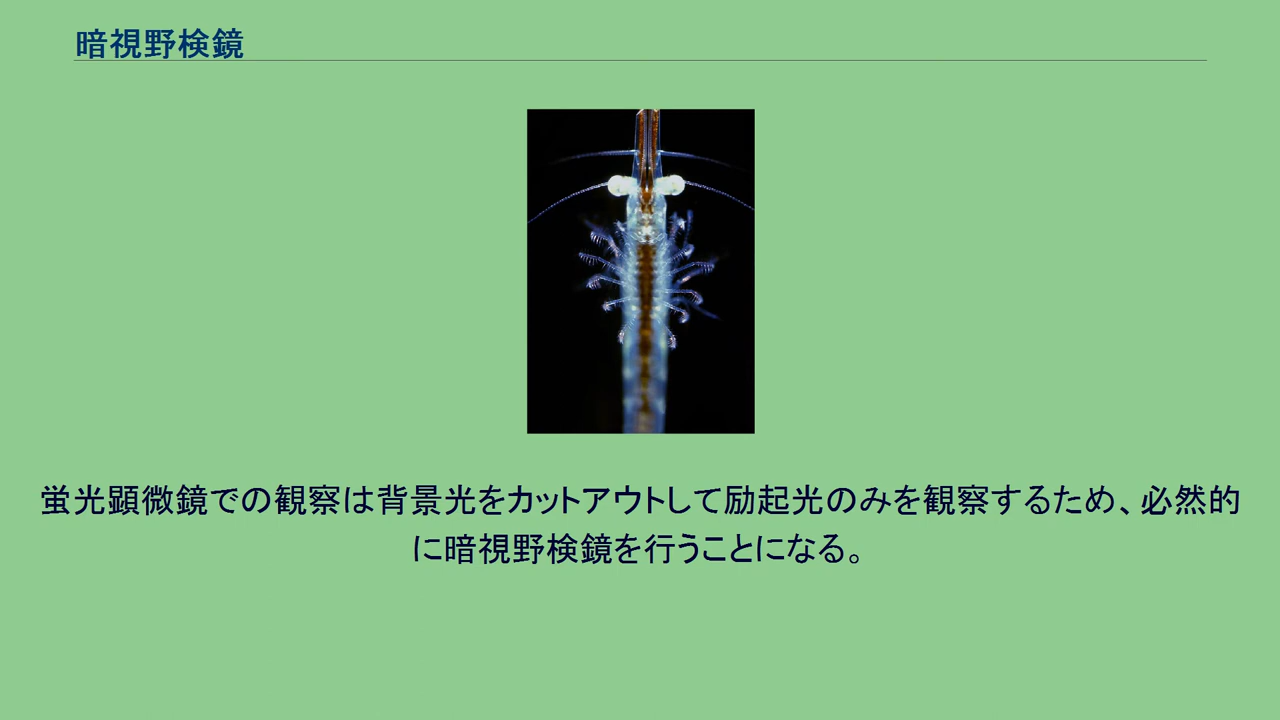 暗視野検鏡
蛍光顕微鏡での観察は背景光をカットアウトして励起光のみを観察するため、必然的
に暗視野検鏡を行うことになる。